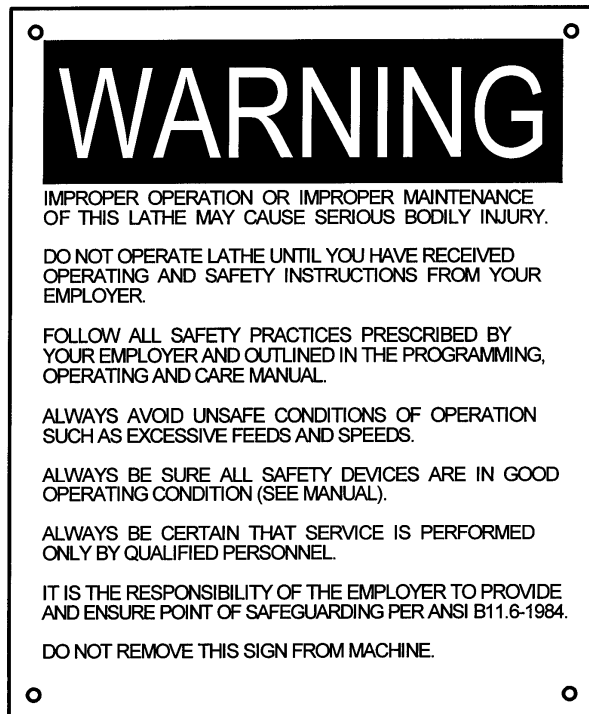 WARNING
IMPROPER OPERATION OR IMPROPER MAINTENANCE
OF THIS LATHE MAY CAUSE SERIOUS BODILY INJURY.
DO NOT OPERATE LATHE UNTIL YOU HAVE RECEIVED
OPERATING AND SAFETY INSTRUCTIONS FROM YOUR
EMPLOYER.
FOLLOW ALL SAFETY PRACTICES PRESCRIBED BY
YOUR EMPLOYER AND OUTLINED IN THE PROGRAMMING,
OPERATING AND CARE MANUAL.
ALWAYS AVOID UNSAFE CONDITIONS OF OPERATION
SUCH AS EXCESSIVE FEEDS AND SPEEDS.
ALWAYS BE SURE ALL SAFETY DEVICES ARE IN GOOD
OPERATING CONDITION (SEE MANUAL).
ALWAYS BE CERTAIN THAT SERVICE IS PERFORMED
ONLY BY QUALIFIED PERSONNEL.
IT IS THE RESPONSIBILITY OF THE EMPLOYER TO PROVIDE
AND ENSURE POINT OF SAFEGUARDING PER ANSI B11.6-1984.
DO NOT REMOVE THIS SIGN FROM MACHINE.